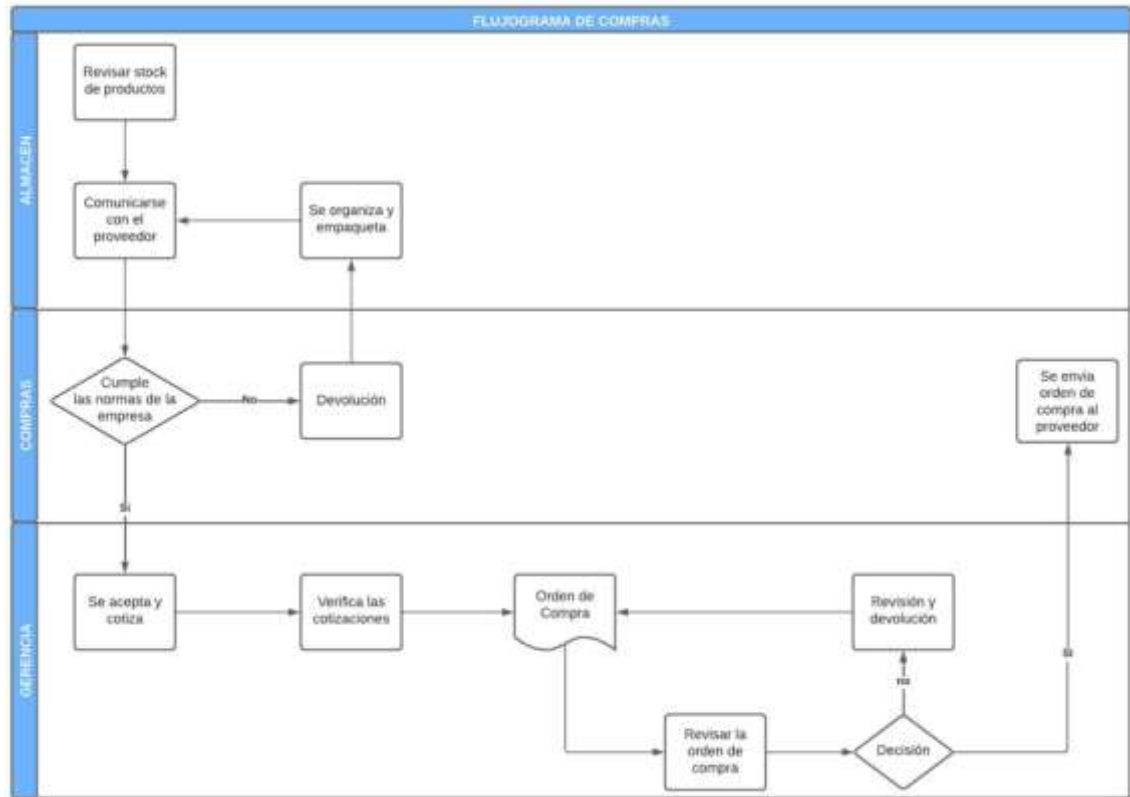 FLUJOGRAMA DE COMPRAS
ALMACEN
Revisar stock
de productos
Comunicarse
con el
proveedor
Se organiza y
empaqueta
COMPRAS
Cumple
las normas de la
empresa
No
Devolución
Se envia
orden de
compra al
proveedor
Si
GERENCIA
Se acepta y
cotiza
Verifica las
cotizaciones
Orden de
Compra
Revisión y
devolución
Si
no
Revisar la
orden de
compra
Decisión